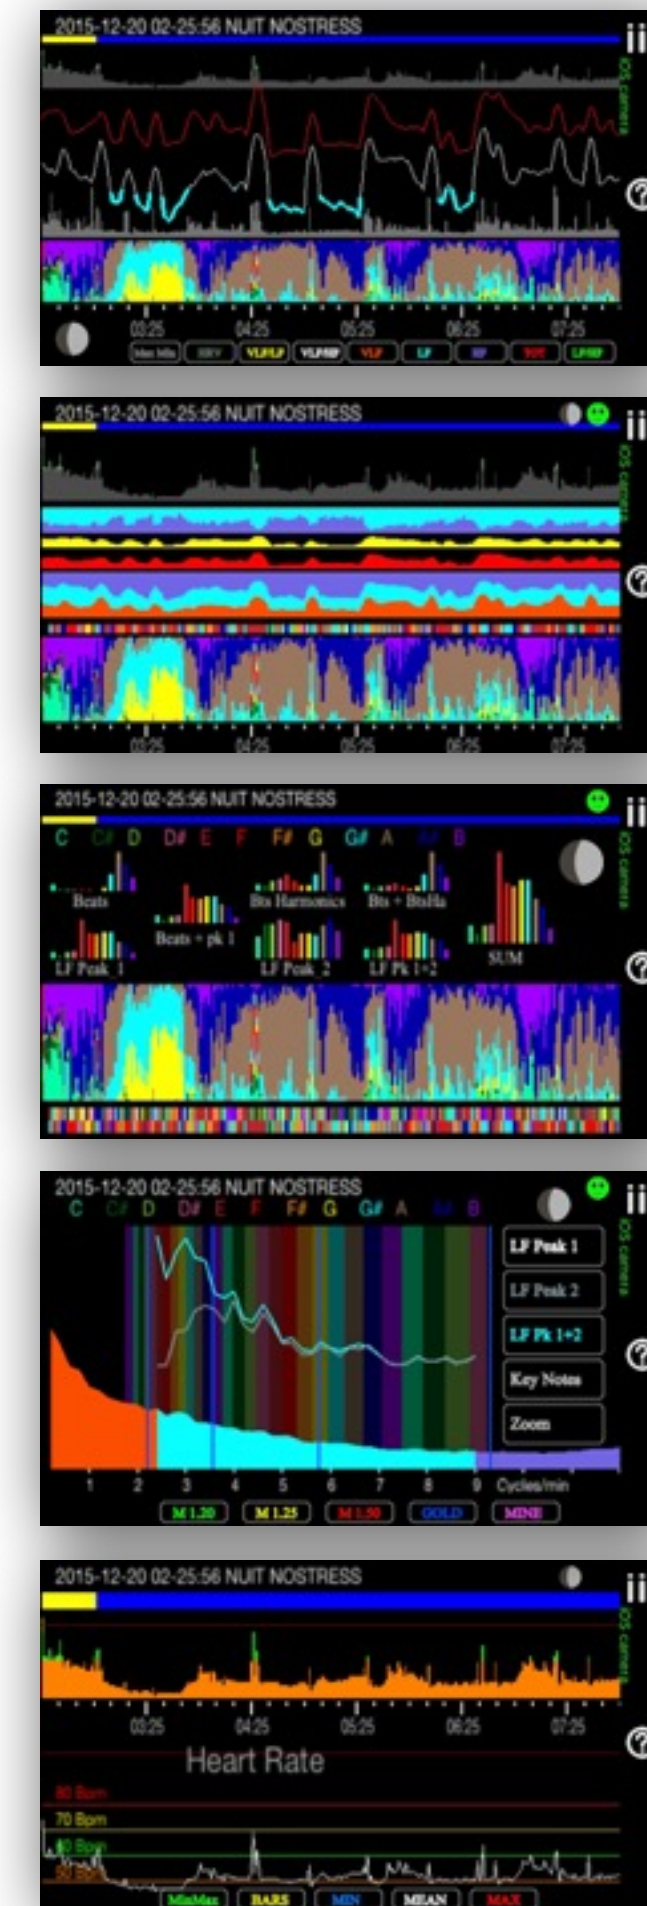 2015-12-20 02-25-56 NUIT NOSTRESS
iOS camera
?
03:25 04:25 05:25 06:25 07:25
Max Min HRV VLF/LF VLF/HF VLF LF HF TOT LF/HF
2015-12-20 02-25-56 NUIT NOSTRESS
iOS camera
?
03:25 04:25 05:25 06:25 07:25
2015-12-20 02-25-56 NUIT NOSTRESS
C C# D D# E F F# G G# A A# B
iOS camera
Beats Bts Harmonics Bts + BtsHa
Beats + pk 1
?
LF Peak_1 LF Peak_2 LF Pk 1+2 SUM
2015-12-20 02-25-56 NUIT NOSTRESS
C C# D D# E F F# G G# A A# B
iOS camera
LF Peak 1
LF Peak 2
LF Pk 1+2
?
Key Notes
Zoom
1 2 3 4 5 6 7 8 9 Cycles/min
M 1.20 M 1.25 M 1.50 GOLD MINE
2015-12-20 02-25-56 NUIT NOSTRESS
iOS camera
03:25 04:25 05:25 06:25 07:25
?
Heart Rate
80 Bpm
70 Bpm
60 Bpm
50 Bpm
MinMax BARS MIN MEAN MAX